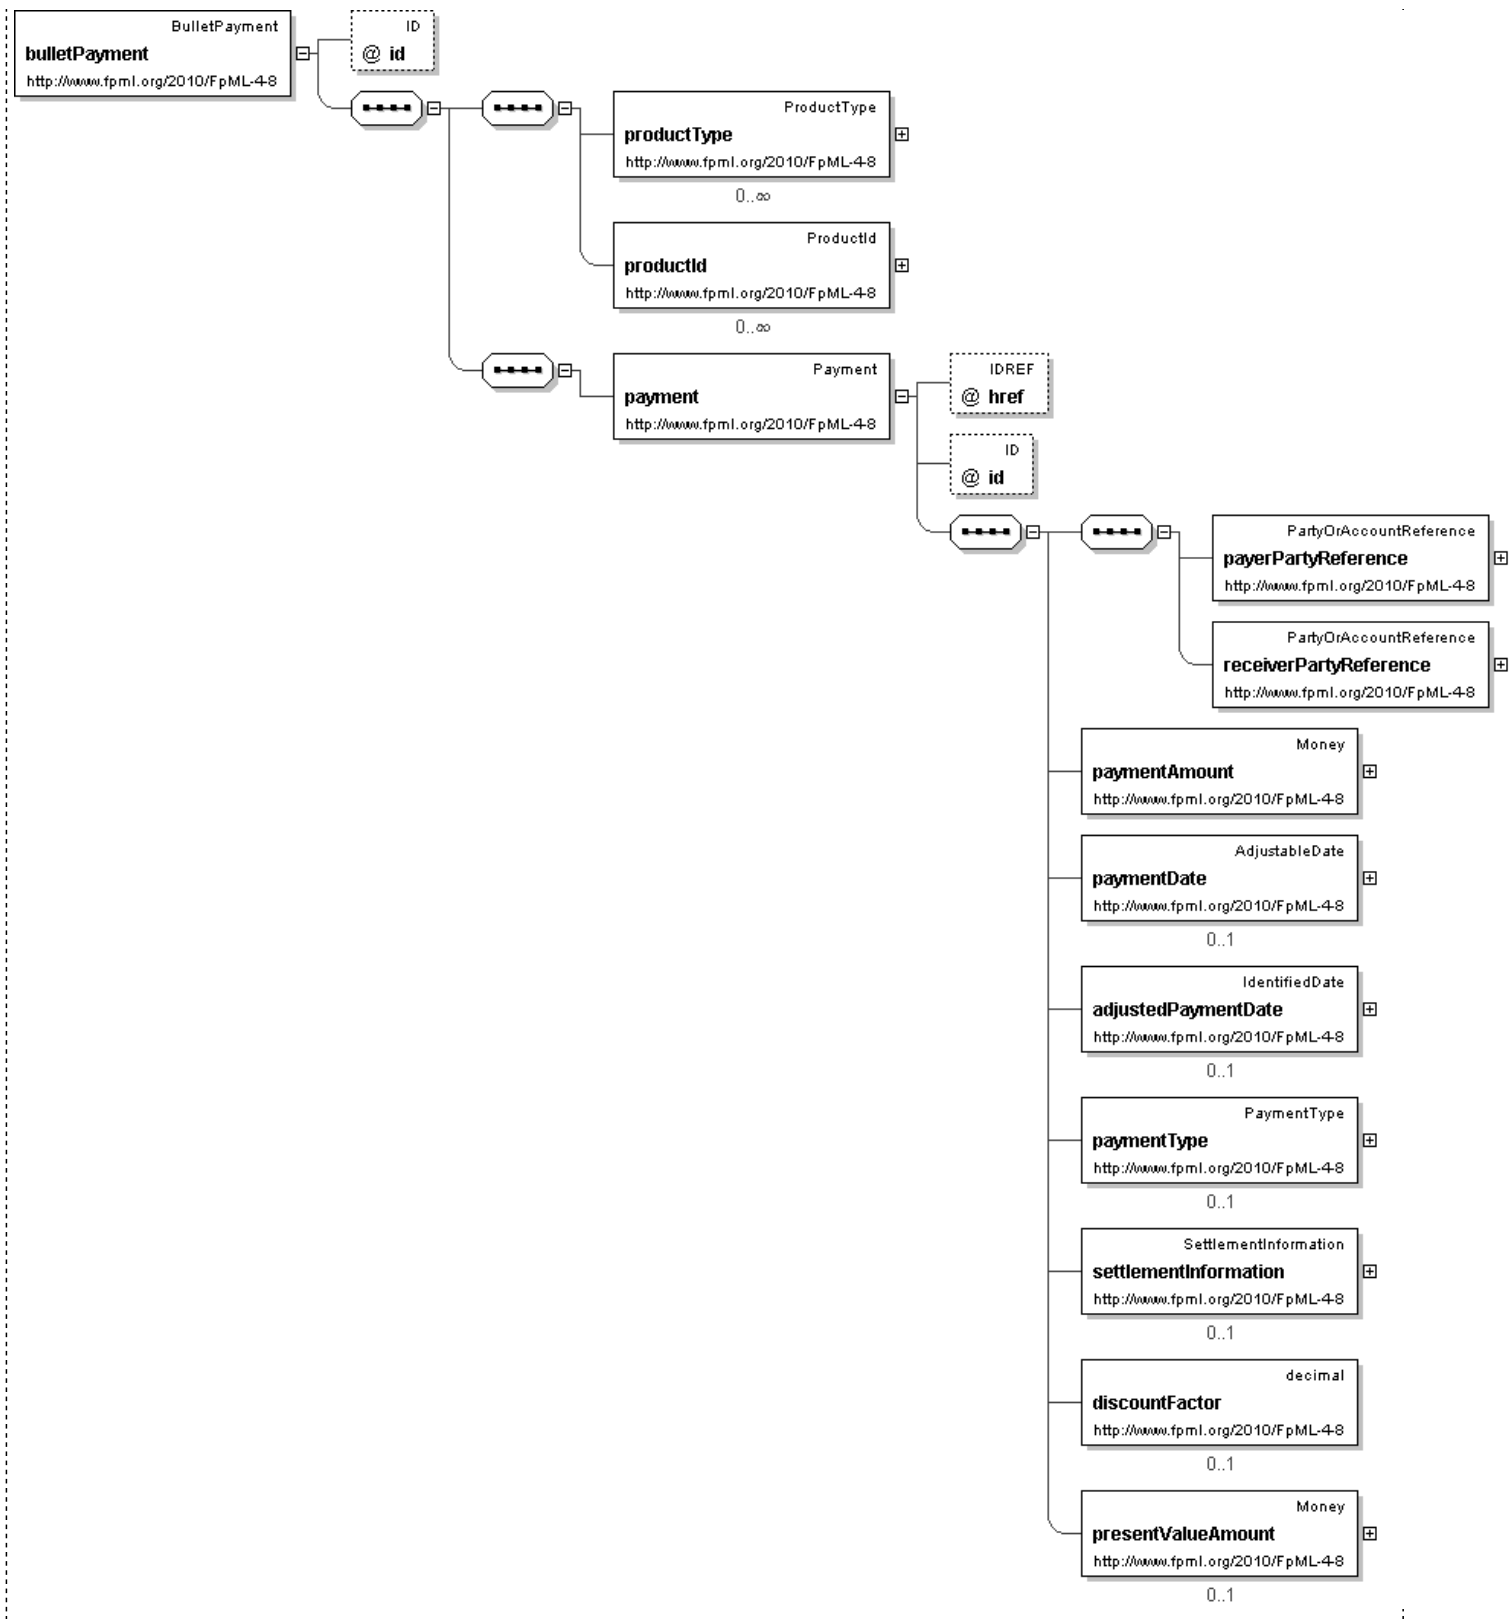 BulletPayment
bulletPayment
http://www.fpml.org/2010/FpML-4-8
ID
@ id
ProductType
productType
http://www.fpml.org/2010/FpML-4-8
0..∞
ProductId
productId
http://www.fpml.org/2010/FpML-4-8
0..∞
Payment
payment
http://www.fpml.org/2010/FpML-4-8
IDREF
@ href
ID
@ id
PartyOrAccountReference
payerPartyReference
http://www.fpml.org/2010/FpML-4-8
PartyOrAccountReference
receiverPartyReference
http://www.fpml.org/2010/FpML-4-8
Money
paymentAmount
http://www.fpml.org/2010/FpML-4-8
AdjustableDate
paymentDate
http://www.fpml.org/2010/FpML-4-8
0..1
IdentifiedDate
adjustedPaymentDate
http://www.fpml.org/2010/FpML-4-8
0..1
PaymentType
paymentType
http://www.fpml.org/2010/FpML-4-8
0..1
SettlementInformation
settlementInformation
http://www.fpml.org/2010/FpML-4-8
0..1
decimal
discountFactor
http://www.fpml.org/2010/FpML-4-8
0..1
Money
presentValueAmount
http://www.fpml.org/2010/FpML-4-8
0..1